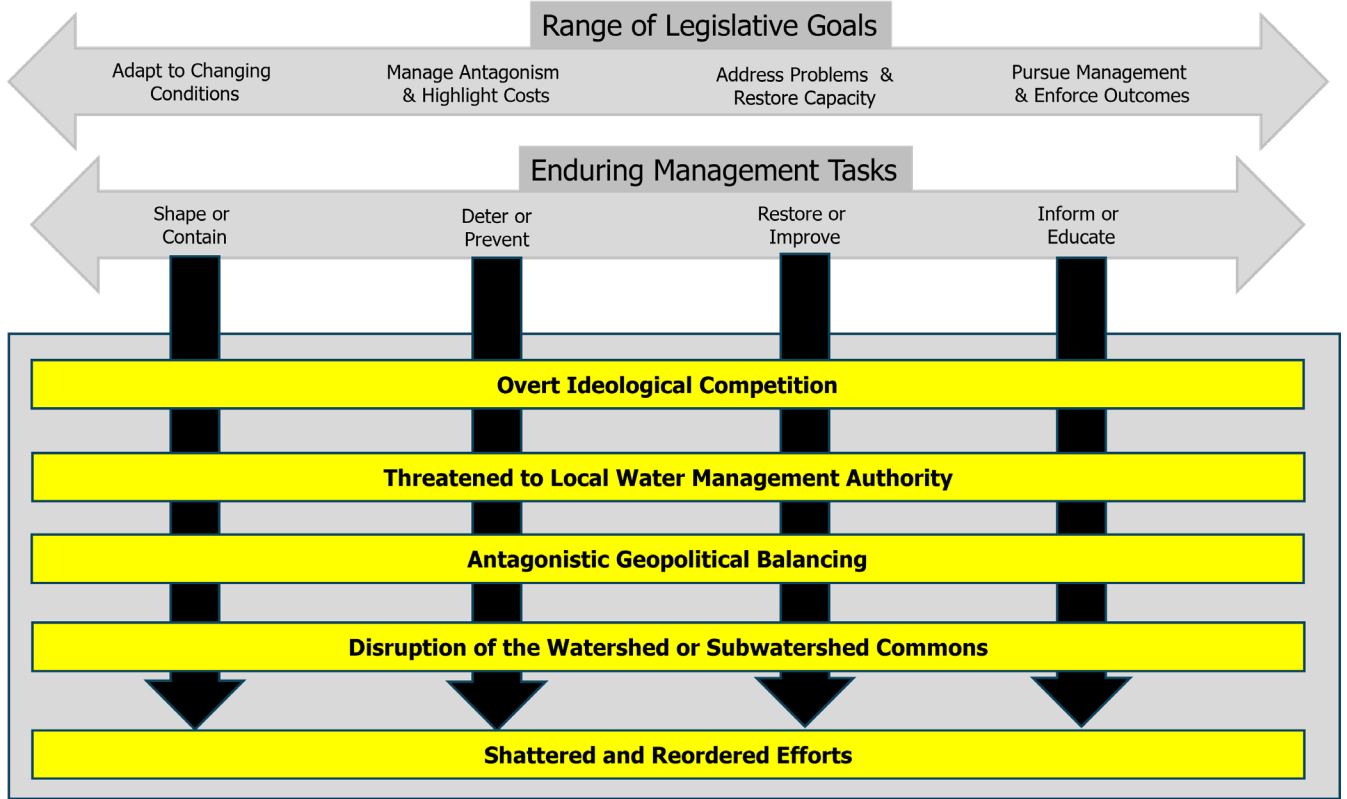 Range of Legislative Goals
Adapt to Changing
Conditions
Manage Antagonism
& Highlight Costs
Address Problems &
Restore Capacity
Pursue Management
& Enforce Outcomes
Enduring Management Tasks
Shape or
Contain
Deter or
Prevent
Restore or
Improve
Inform or
Educate
Overt Ideological Competition
Threatened to Local Water Management Authority
Antagonistic Geopolitical Balancing
Disruption of the Watershed or Subwatershed Commons
Shattered and Reordered Efforts